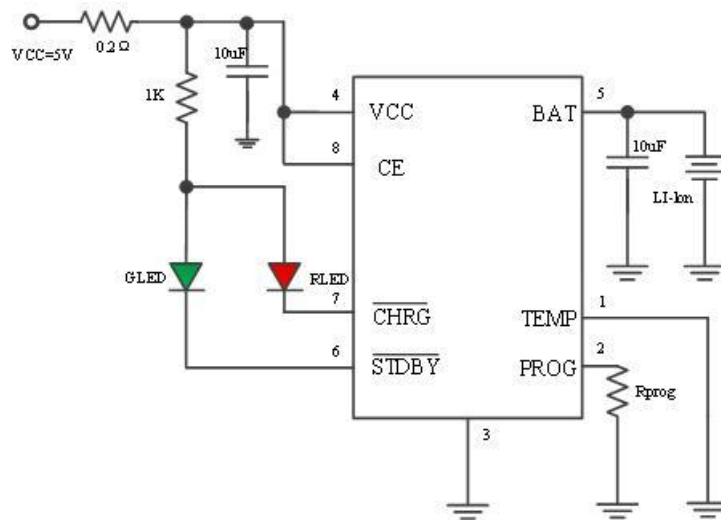 VCC=5V
0.2Ω
10uF
1K
4
VCC
8
CE
5
BAT
10uF
LI-Ion
GLED
RLED
7
CHRG
6
STDBY
1
TEMP
2
PROG
Rprog
3